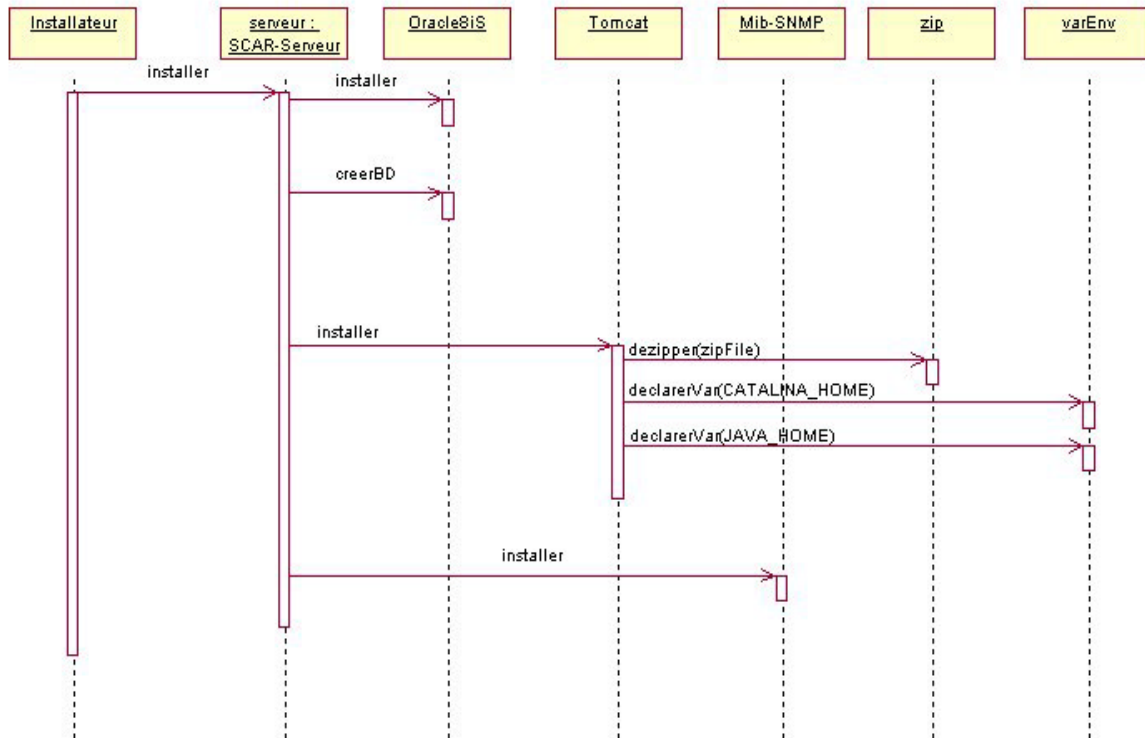 Installateur
serveur :
SCAR-Serveur
Oracle8iS
Tomcat
Mib-SNMP
zip
varEnv
installer
installer
creerBD
installer
dezipper(zipFile)
declarerVar(CATALINA_HOME)
declarerVar(JAVA_HOME)
installer